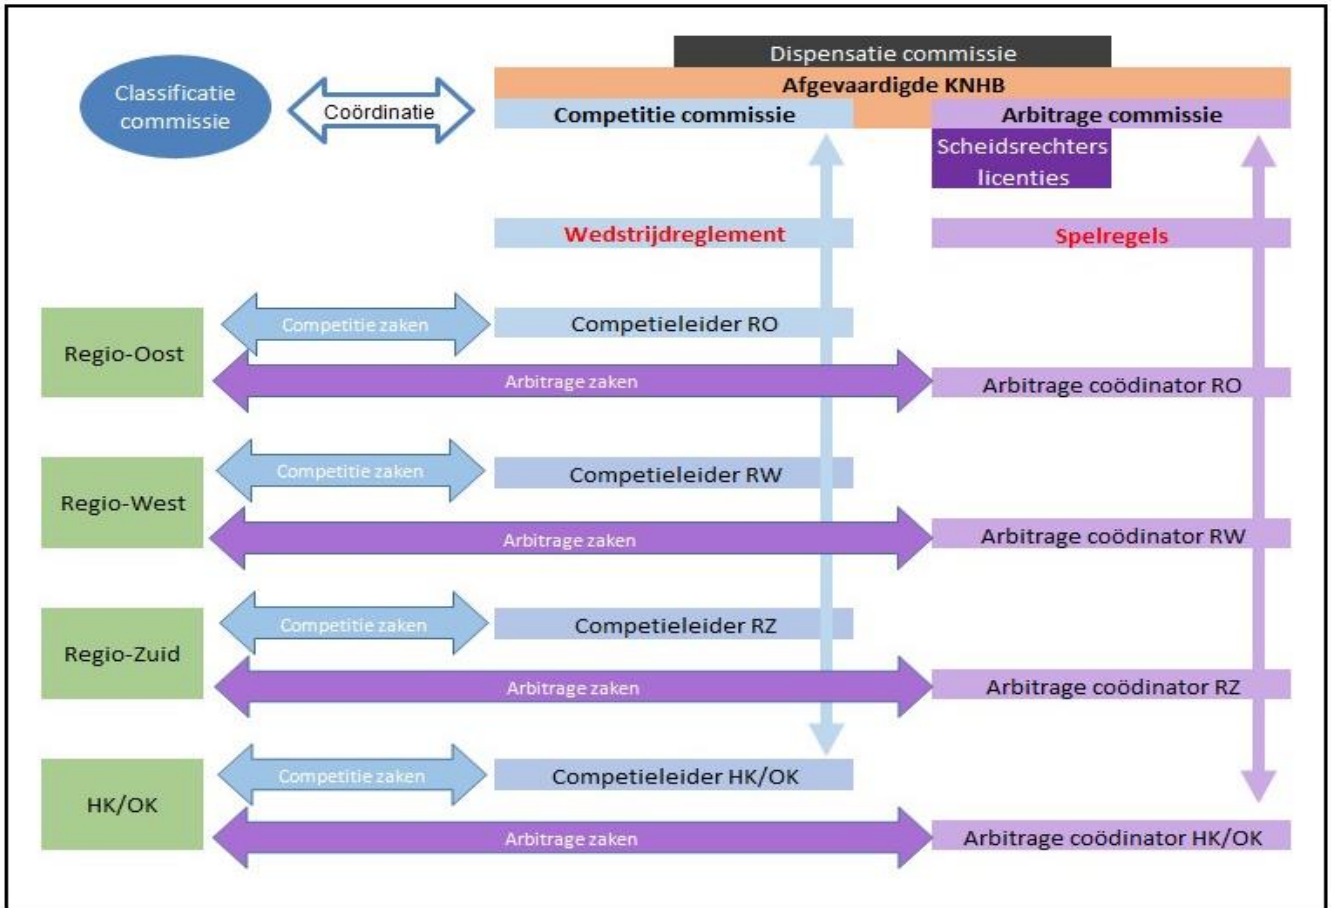 Dispensatie commissie
Afgevaardigde KNHB
Classificatie
commissie
Coördinatie
Competitie commissie
Arbitrage commissie
Scheidsrechters
licenties
Wedstrijdreglement
Spelregels
Regio-Oost
Competitie zaken
Competieleider RO
Arbitrage zaken
Arbitrage coödinator RO
Regio-West
Competitie zaken
Competieleider RW
Arbitrage zaken
Arbitrage coödinator RW
Regio-Zuid
Competitie zaken
Competieleider RZ
Arbitrage zaken
Arbitrage coödinator RZ
HK/OK
Competitie zaken
Competieleider HK/OK
Arbitrage zaken
Arbitrage coödinator HK/OK